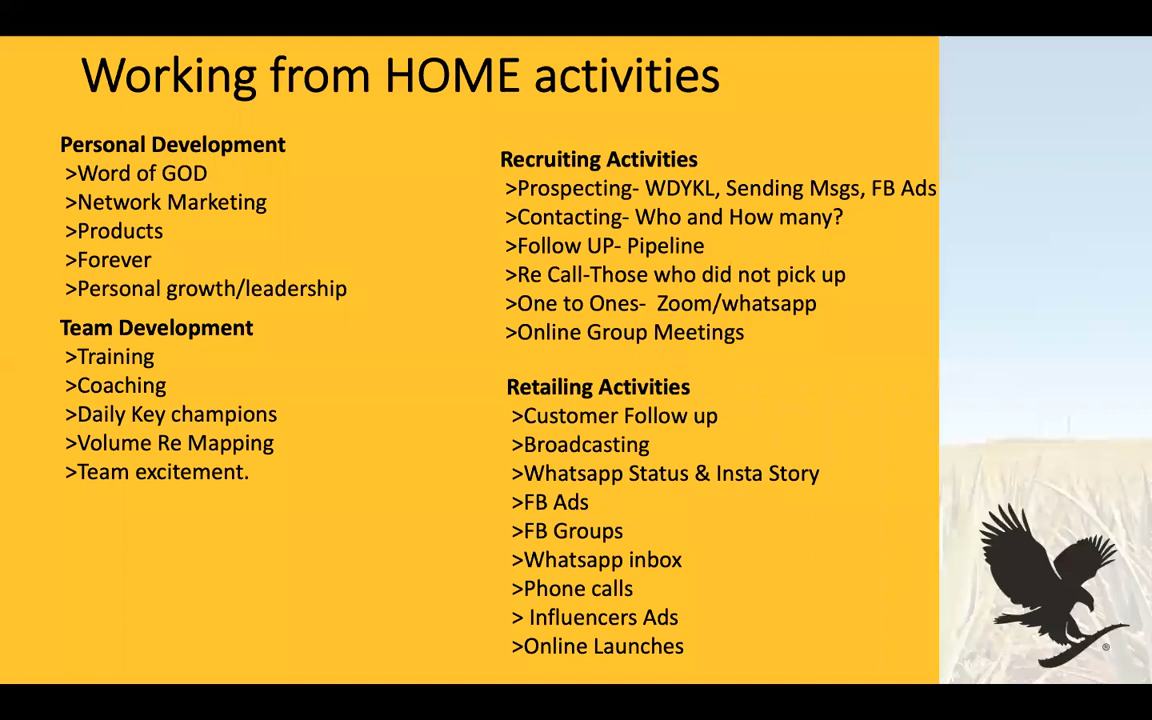 Working from HOME activities
Personal Development
>Word of GOD
>Network Marketing
>Products
>Forever
>Personal growth/leadership
Team Development
>Training
>Coaching
>Daily Key champions
>Volume Re Mapping
>Team excitement.
Recruiting Activities
>Prospecting- WDYKL, Sending Msgs, FB Ads
>Contacting- Who and How many?
>Follow UP- Pipeline
>Re Call-Those who did not pick up
>One to Ones-  Zoom/whatsapp
>Online Group Meetings
Retailing Activities
>Customer Follow up
>Broadcasting
>Whatsapp Status & Insta Story
>FB Ads
>FB Groups
>Whatsapp inbox
>Phone calls
> Influencers Ads
>Online Launches
®